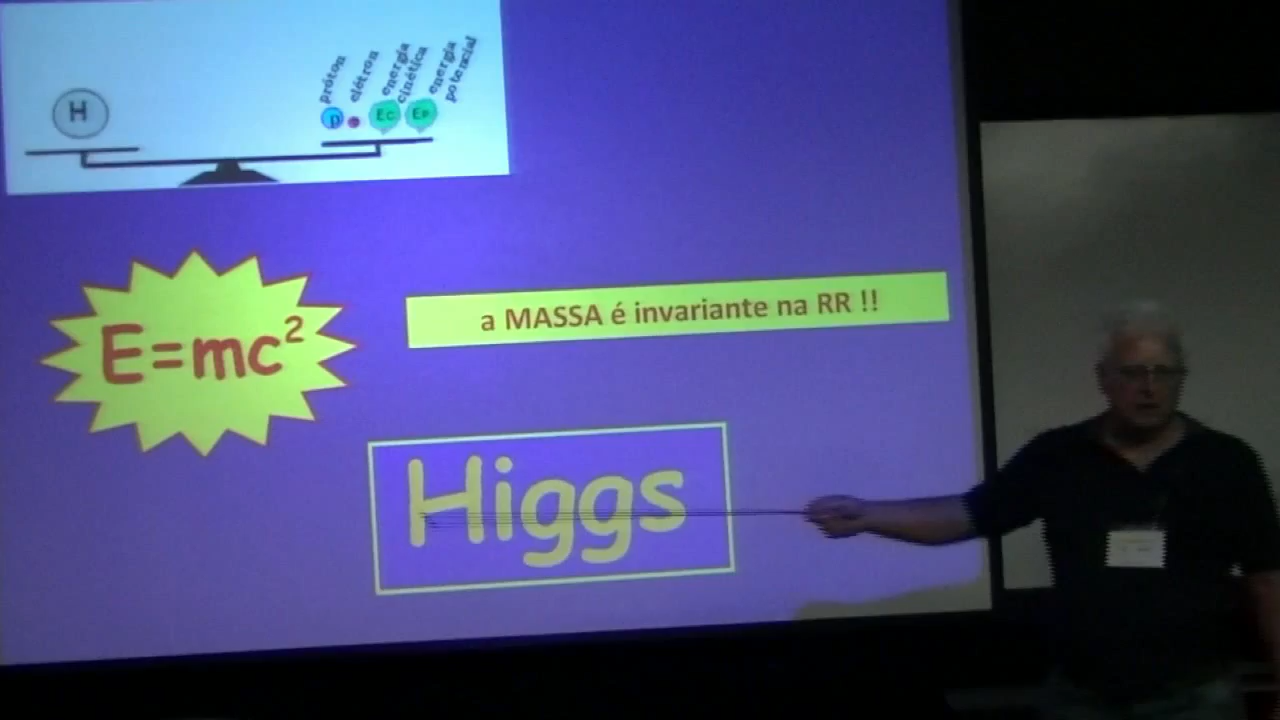 próton
elétron
energia
cinética
energia
potencial
H
p
Ec
Ep
E=mc²
a MASSA é invariante na RR !!
Higgs